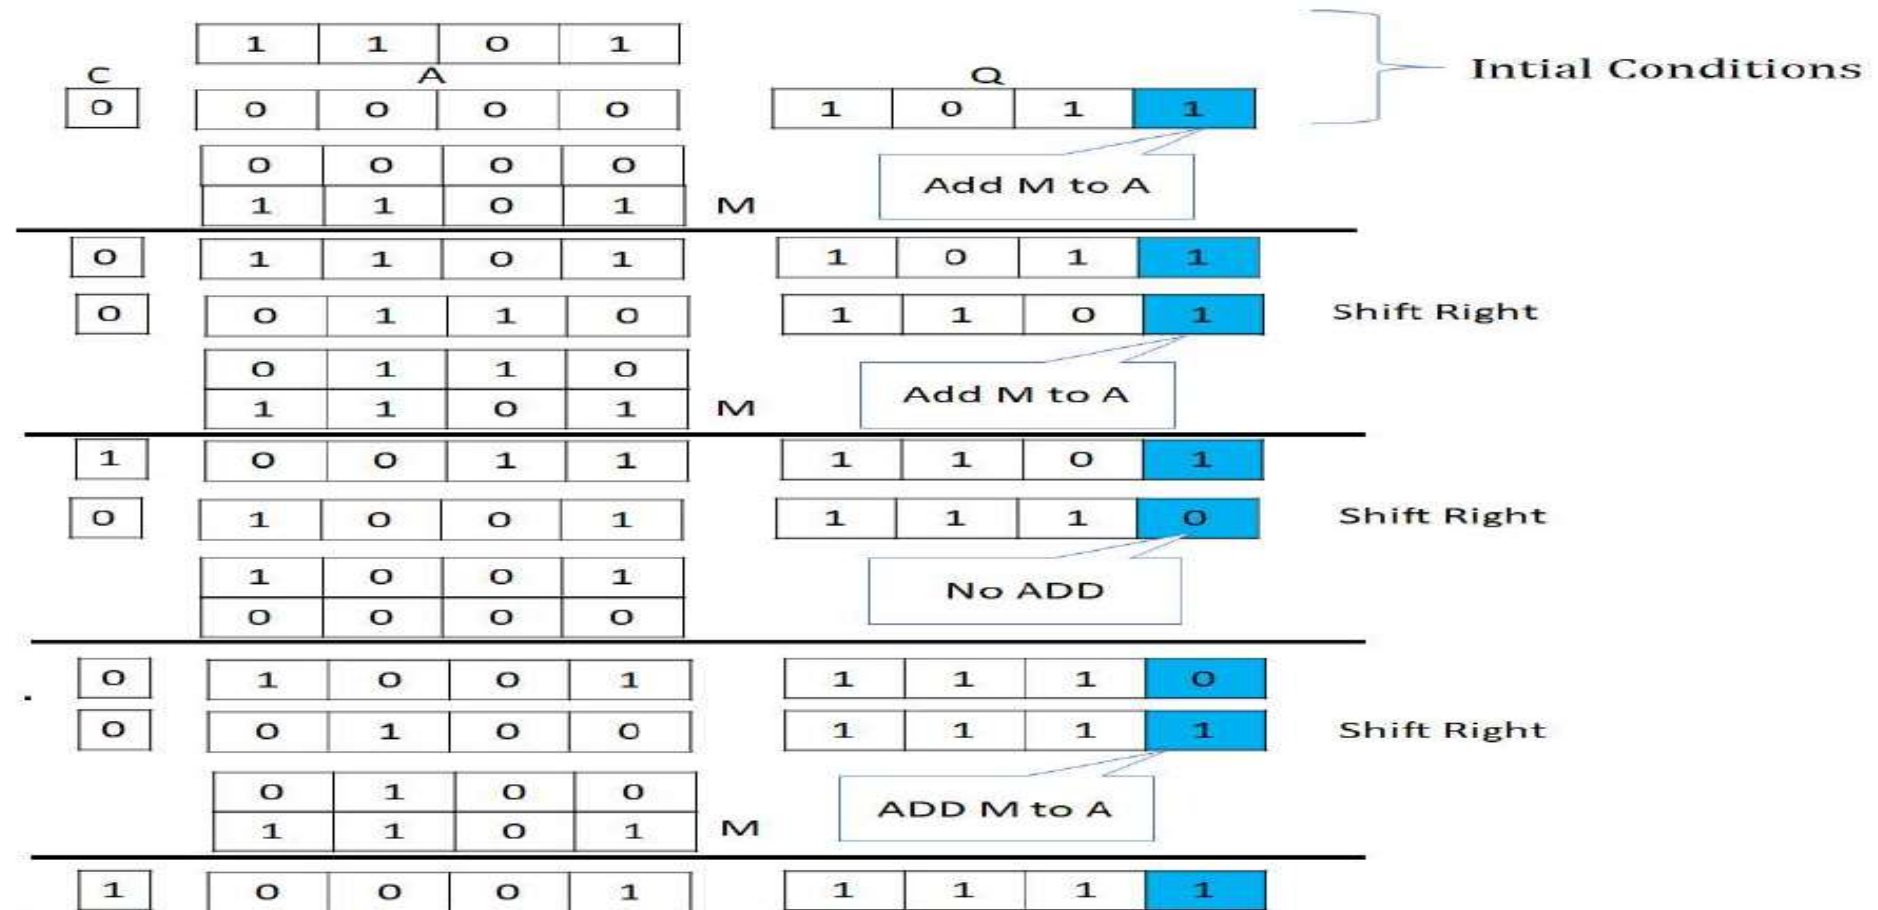 1 1 0 1
Intial Conditions
C A Q
0 0 0 0 0 1 0 1 1
0 0 0 0
1 1 0 1 M
Add M to A
0 1 1 0 1 1 0 1 1
0 0 1 1 0 1 1 0 1 Shift Right
0 1 1 0
1 1 0 1 M
Add M to A
1 0 0 1 1 1 1 0 1
0 1 0 0 1 1 1 1 0 Shift Right
1 0 0 1
0 0 0 0
No ADD
0 1 0 0 1 1 1 1 0
0 0 1 0 0 1 1 1 1 Shift Right
0 1 0 0
1 1 0 1 M
ADD M to A
1 0 0 0 1 1 1 1 1